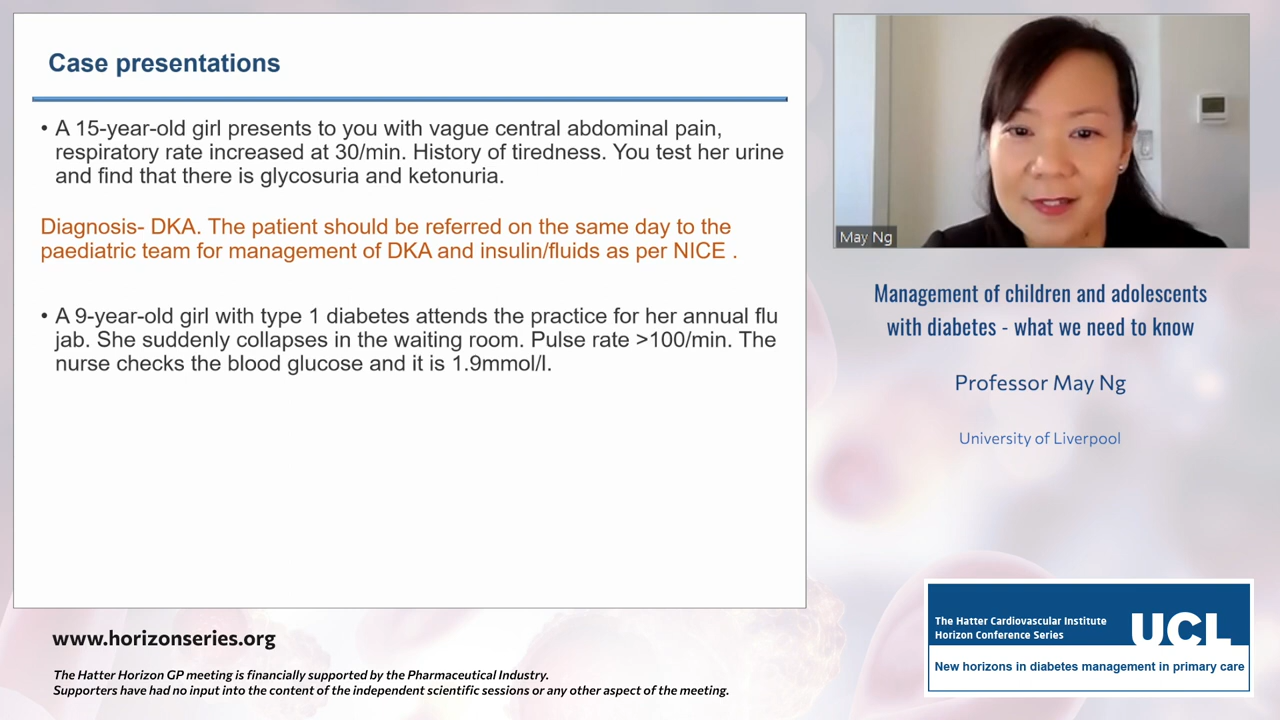 Case presentations
• A 15-year-old girl presents to you with vague central abdominal pain,
respiratory rate increased at 30/min. History of tiredness. You test her urine
and find that there is glycosuria and ketonuria.
Diagnosis- DKA. The patient should be referred on the same day to the
paediatric team for management of DKA and insulin/fluids as per NICE .
• A 9-year-old girl with type 1 diabetes attends the practice for her annual flu
jab. She suddenly collapses in the waiting room. Pulse rate >100/min. The
nurse checks the blood glucose and it is 1.9mmol/l.
May Ng
Management of children and adolescents
with diabetes - what we need to know
Professor May Ng
University of Liverpool
www.horizonseries.org
The Hatter Horizon GP meeting is financially supported by the Pharmaceutical Industry.
Supporters have had no input into the content of the independent scientific sessions or any other aspect of the meeting.
The Hatter Cardiovascular Institute
Horizon Conference Series
UCL
New horizons in diabetes management in primary care